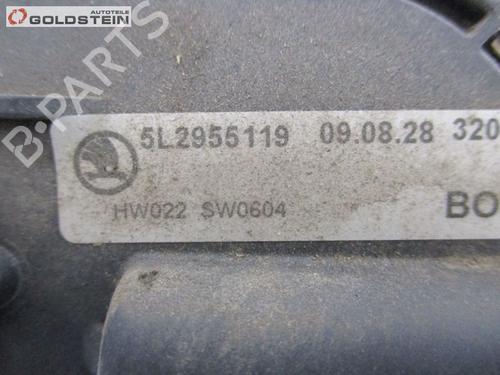 AUTOTEILE
GOLDSTEIN
B-PARTS
5L2955119 09.08.28 320
HW022 SW0604 BO